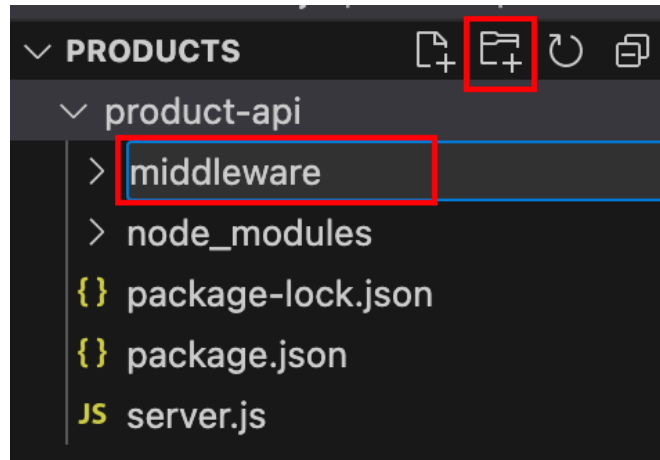 PRODUCTS
product-api
middleware
node_modules
{} package-lock.json
{} package.json
JS server.js